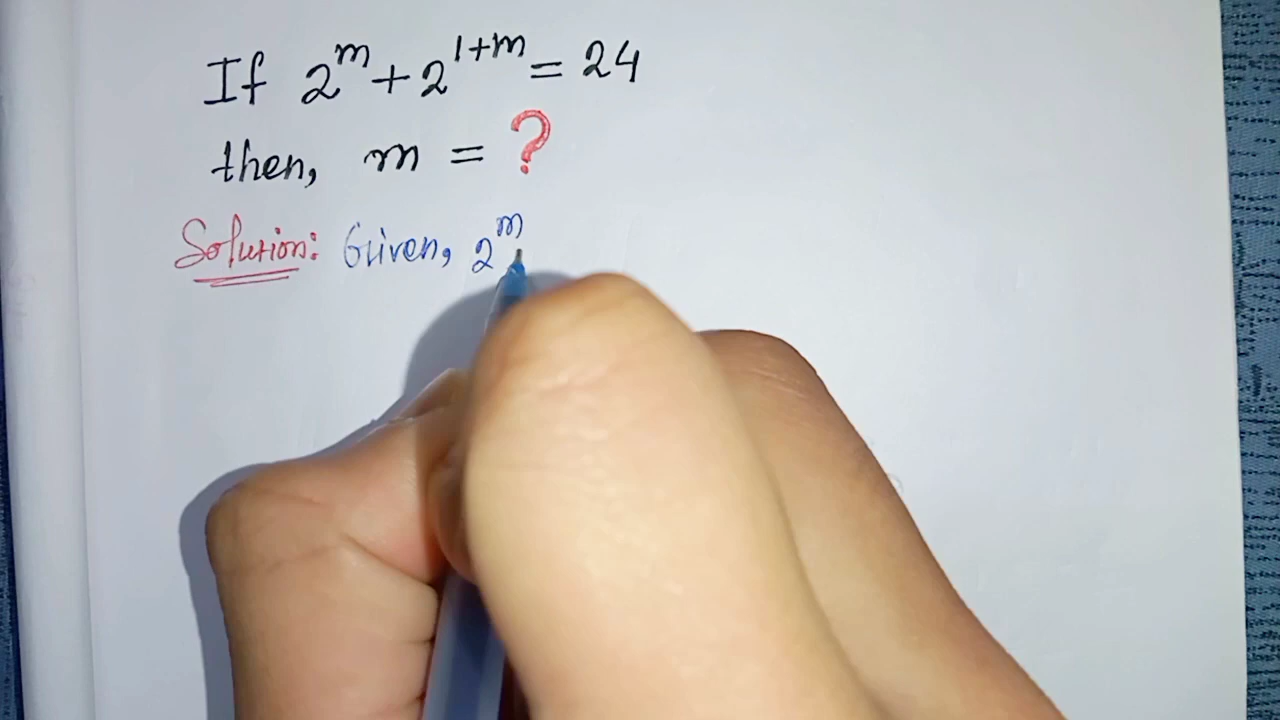 If 2^m + 2^{1+m} = 24
then, m = ?
Solution: Given, 2^m